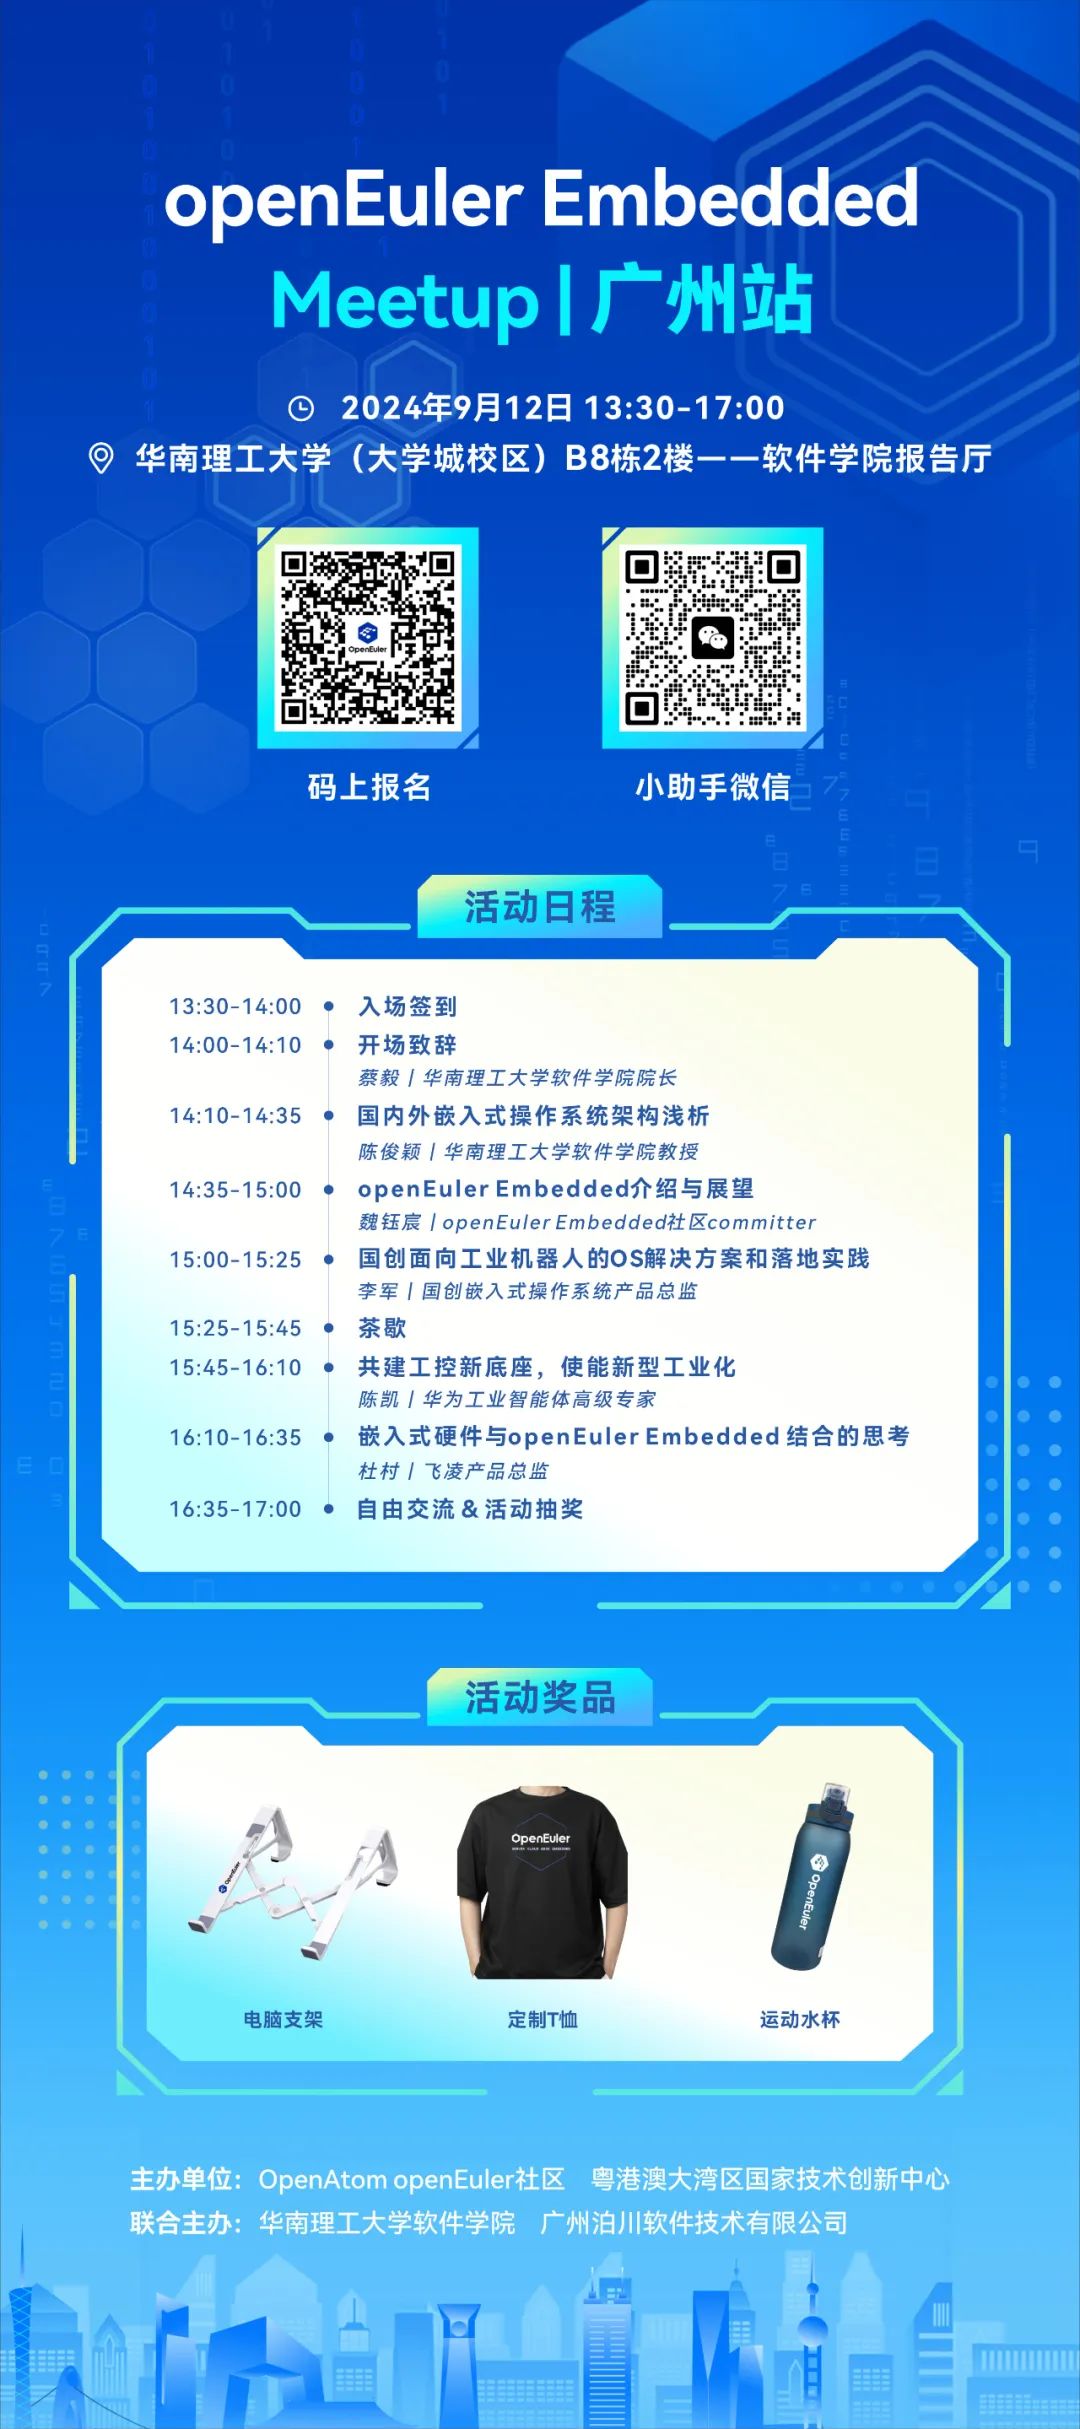 openEuler Embedded
Meetup | 广州站
2024年9月12日 13:30-17:00
华南理工大学（大学城校区）B8栋2楼——软件学院报告厅
OpenEuler
码上报名
小助手微信
活动日程
13:30-14:00 入场签到
14:00-14:10 开场致辞
蔡毅 | 华南理工大学软件学院院长
14:10-14:35 国内外嵌入式操作系统架构浅析
陈俊颖 | 华南理工大学软件学院教授
14:35-15:00 openEuler Embedded介绍与展望
魏钰宸 | openEuler Embedded社区committer
15:00-15:25 国创面向工业机器人的OS解决方案和落地实践
李军 | 国创嵌入式操作系统产品总监
15:25-15:45 茶歇
15:45-16:10 共建工控新底座，使能新型工业化
陈凯 | 华为工业智能体高级专家
16:10-16:35 嵌入式硬件与openEuler Embedded 结合的思考
杜村 | 飞凌产品总监
16:35-17:00 自由交流 & 活动抽奖
活动奖品
OpenEuler
OpenEuler
OpenEuler
电脑支架
定制T恤
运动水杯
主办单位：OpenAtom openEuler社区 粤港澳大湾区国家技术创新中心
联合主办：华南理工大学软件学院 广州泊川软件技术有限公司